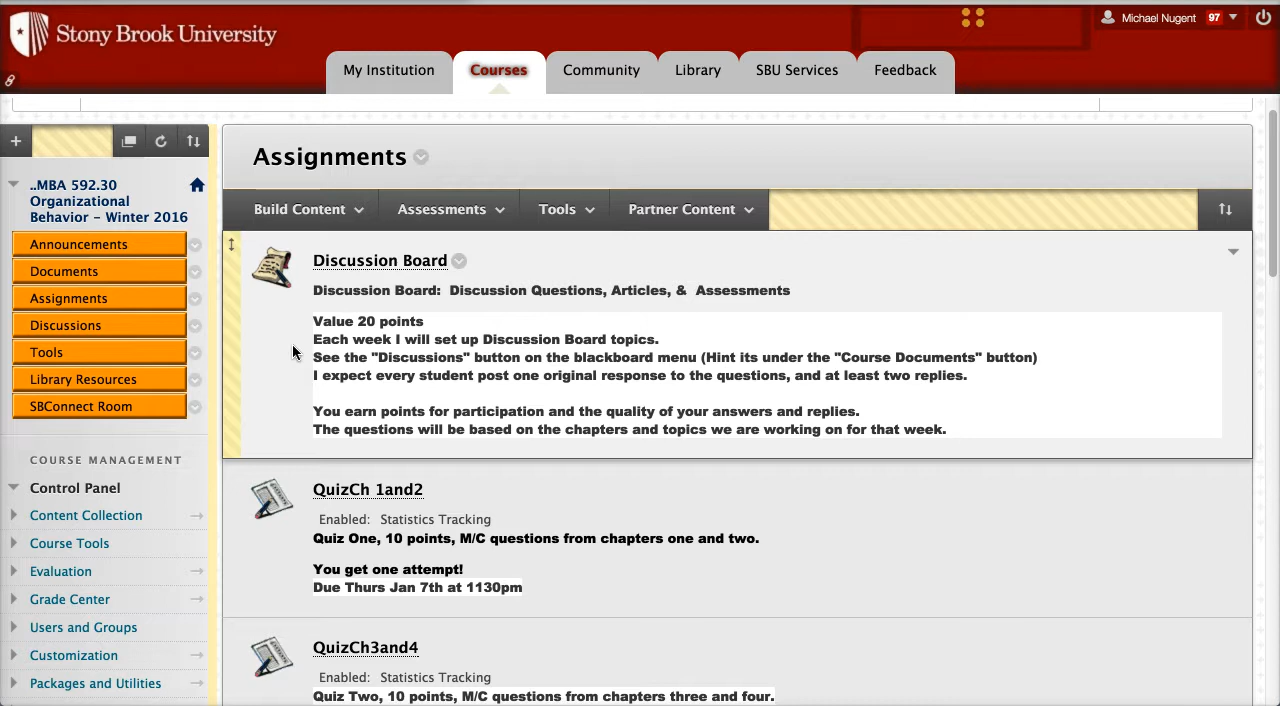 Stony Brook University
Michael Nugent 97
My Institution
Courses
Community
Library
SBU Services
Feedback
..MBA 592.30
Organizational
Behavior - Winter 2016
Announcements
Documents
Assignments
Discussions
Tools
Library Resources
SBConnect Room
COURSE MANAGEMENT
Control Panel
Content Collection
Course Tools
Evaluation
Grade Center
Users and Groups
Customization
Packages and Utilities
Assignments
Build Content
Assessments
Tools
Partner Content
Discussion Board
Discussion Board:  Discussion Questions, Articles, &  Assessments
Value 20 points
Each week I will set up Discussion Board topics.
See the "Discussions" button on the blackboard menu (Hint its under the "Course Documents" button)
I expect every student post one original response to the questions, and at least two replies.
You earn points for participation and the quality of your answers and replies.
The questions will be based on the chapters and topics we are working on for that week.
QuizCh 1and2
Enabled:  Statistics Tracking
Quiz One, 10 points, M/C questions from chapters one and two.
You get one attempt!
Due Thurs Jan 7th at 1130pm
QuizCh3and4
Enabled:  Statistics Tracking
Quiz Two, 10 points, M/C questions from chapters three and four.